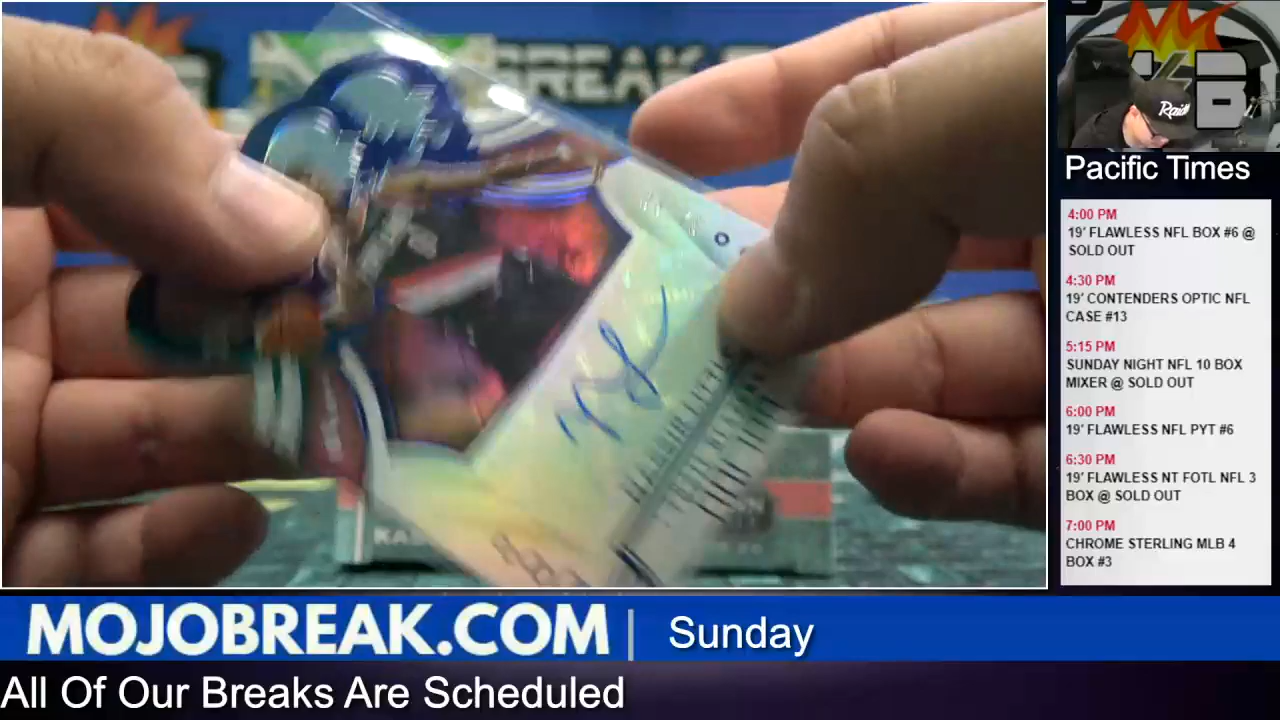 BREAK
Raid
B
Pacific Times
4:00 PM
19' FLAWLESS NFL BOX #6 @
SOLD OUT
4:30 PM
19' CONTENDERS OPTIC NFL
CASE #13
5:15 PM
SUNDAY NIGHT NFL 10 BOX
MIXER @ SOLD OUT
6:00 PM
19' FLAWLESS NFL PYT #6
6:30 PM
19' FLAWLESS NT FOTL NFL 3
BOX @ SOLD OUT
7:00 PM
CHROME STERLING MLB 4
BOX #3
MOJOBREAK.COM | Sunday
All Of Our Breaks Are Scheduled